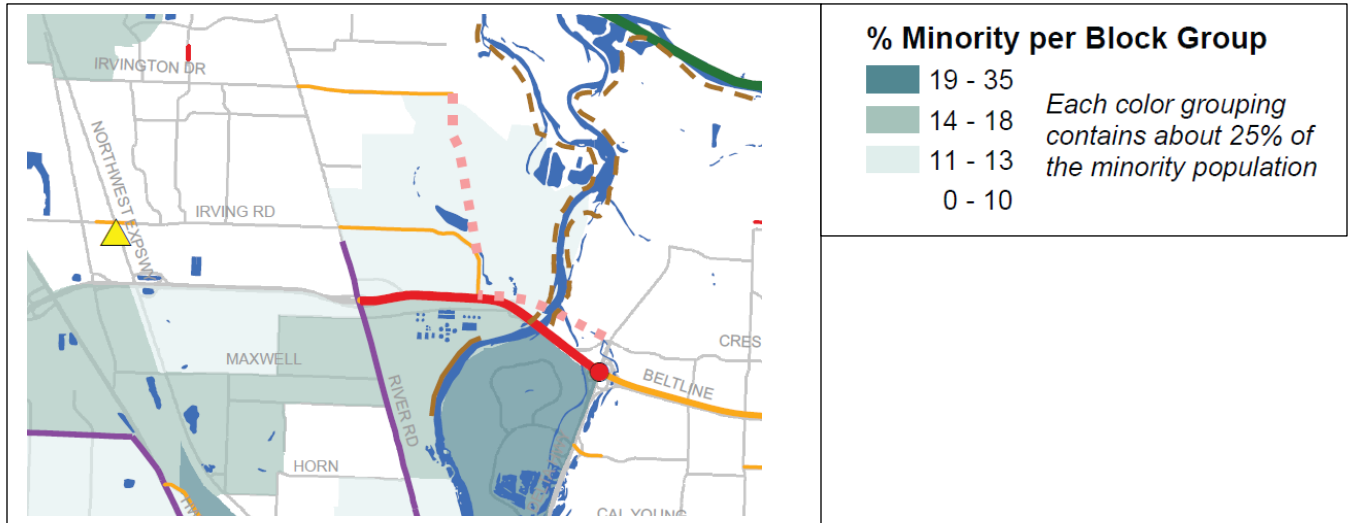 IRVINGTON DR
NORTHWEST EXPSWY
IRVING RD
MAXWELL
RIVER RD
HORN
BELTLINE
CRES
CAL YOUNG
% Minority per Block Group
19 - 35
14 - 18
11 - 13
0 - 10
Each color grouping
contains about 25% of
the minority population